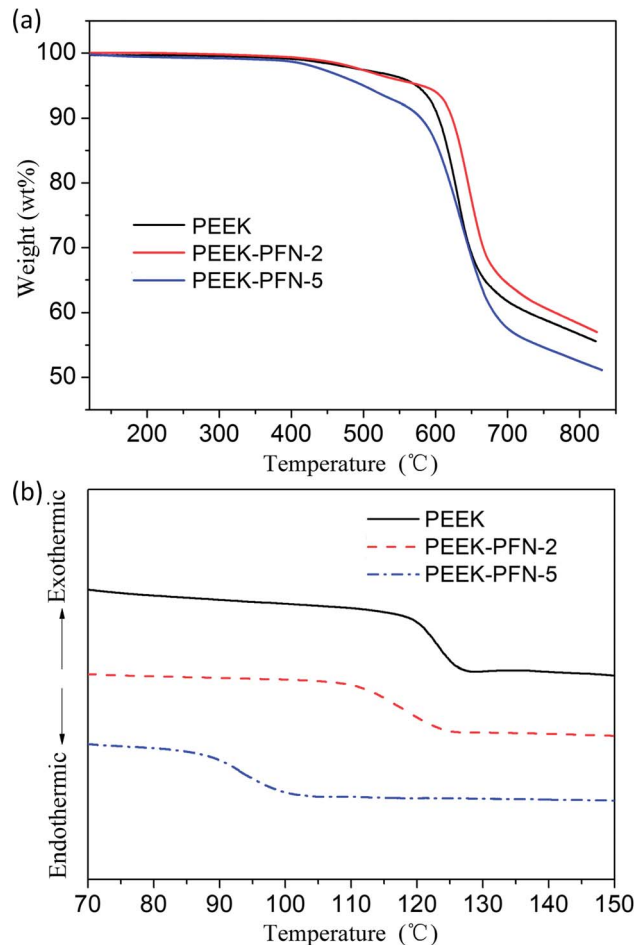 (a)
100
90
80
70
60
50
Weight (wt%)
PEEK
PEEK-PFN-2
PEEK-PFN-5
200 300 400 500 600 700 800
Temperature (℃)
(b)
Exothermic
Endothermic
PEEK
PEEK-PFN-2
PEEK-PFN-5
70 80 90 100 110 120 130 140 150
Temperature (℃)